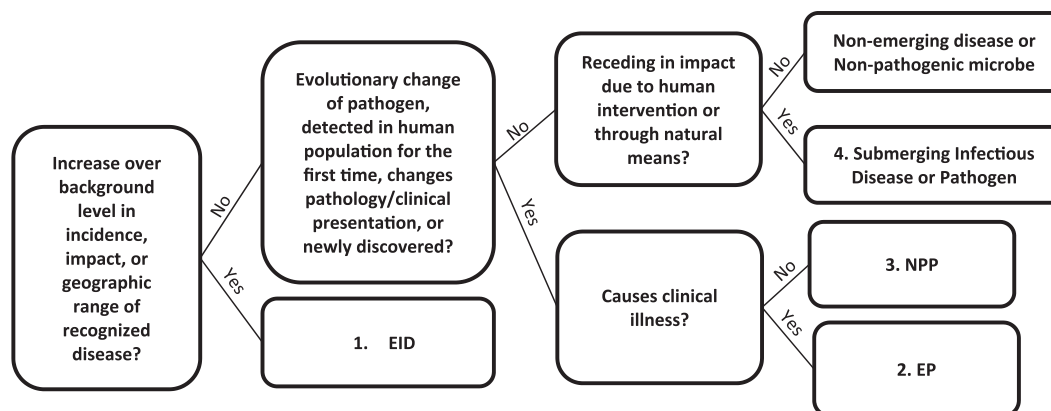 Increase over
background
level in
incidence,
impact, or
geographic
range of
recognized
disease?
No
Yes
Evolutionary change
of pathogen,
detected in human
population for the
first time, changes
pathology/clinical
presentation, or
newly discovered?
1. EID
No
Yes
Receding in impact
due to human
intervention or
through natural
means?
No
Yes
Non-emerging disease or
Non-pathogenic microbe
4. Submerging Infectious
Disease or Pathogen
Causes clinical
illness?
No
Yes
3. NPP
2. EP